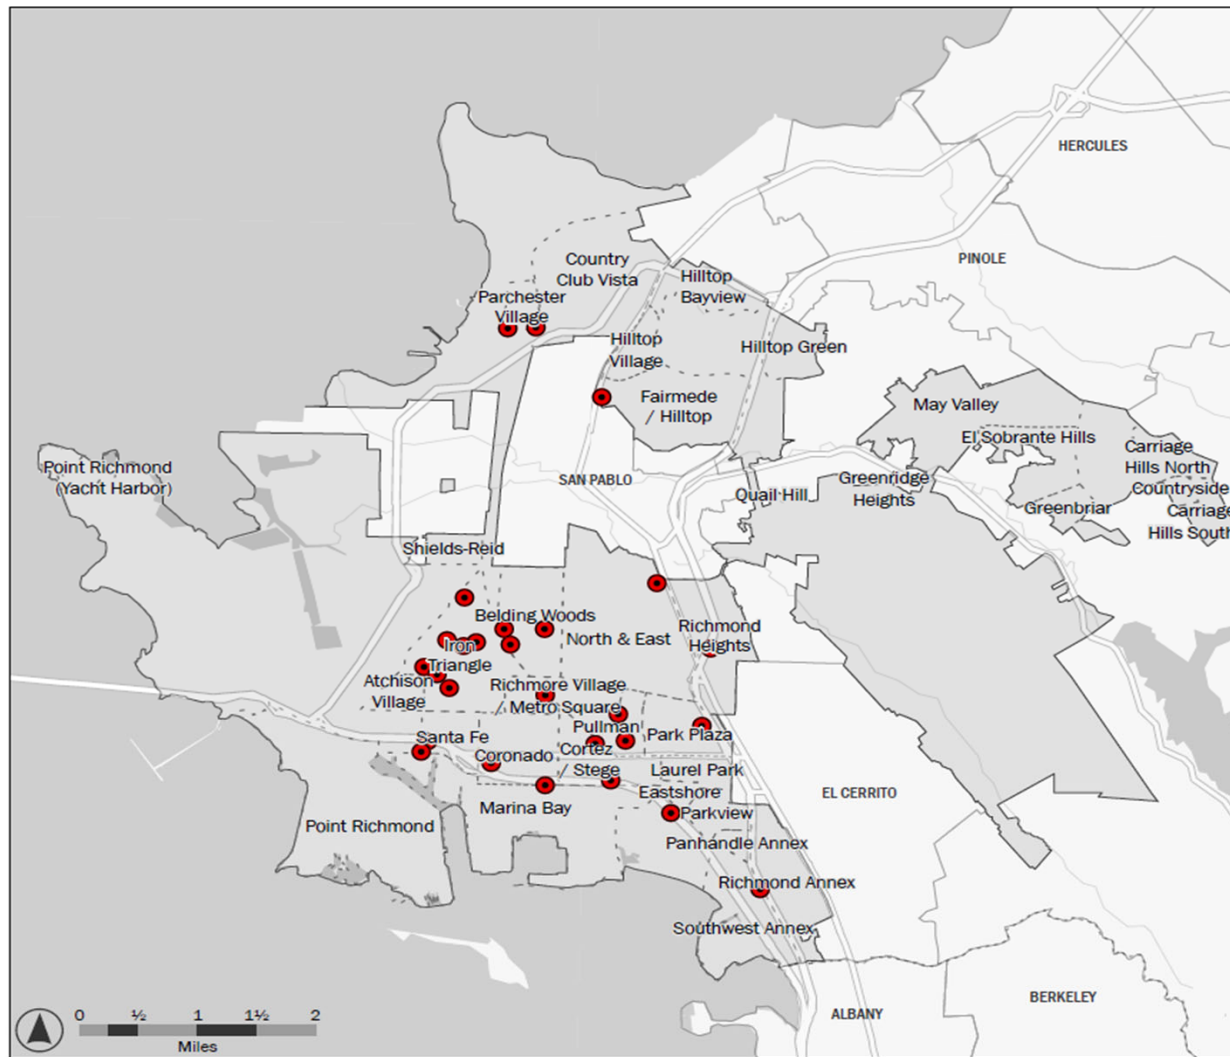 HERCULES
PINOLE
Country
Club Vista
Hilltop
Bayview
Parchester
Village
Hilltop
Village
Hilltop Green
Fairmede
/ Hilltop
May Valley
El Sobrante Hills
Carriage
Hills North
Countryside
Carriage
Hills South
Greenbriar
Greenridge
Heights
Quail Hill
SAN PABLO
Point Richmond
(Yacht Harbor)
Shields-Reid
Belding Woods
North & East
Richmond
Heights
Iron
Triangle
Atchison
Village
Richmore Village
/ Metro Square
Pullman
Park Plaza
Santa Fe
Coronado
Cortez
/ Stege
Laurel Park
Eastshore
Parkview
EL CERRITO
Marina Bay
Point Richmond
Panhandle Annex
Richmond Annex
Southwest Annex
BERKELEY
ALBANY
0 ½ 1 1½ 2
Miles